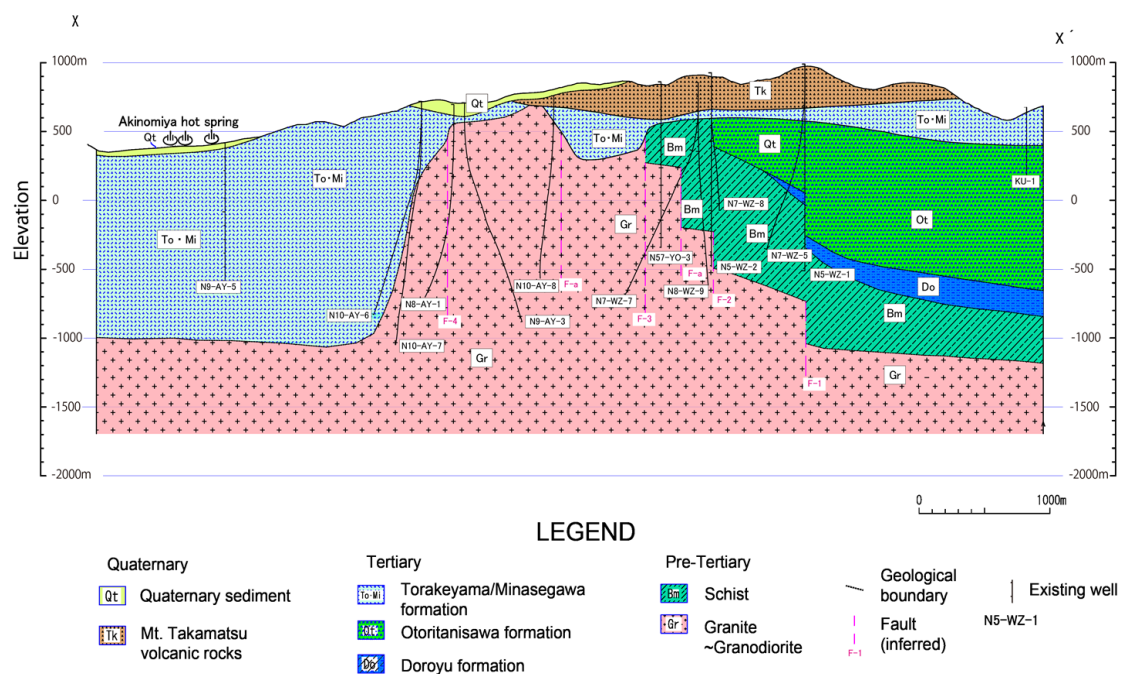 X
X´
1000m
500
0
-500
-1000
-1500
-2000m
Elevation
1000m
500
0
-500
-1000
-1500
-2000m
Akinomiya hot spring
Qt
Qt
Tk
To・Mi
To・Mi
To・Mi
To・Mi
Bm
Qt
KU-1
Bm
N7-WZ-8
Gr
Bm
Ot
N57-YO-3
N7-WZ-5
N5-WZ-2
N5-WZ-1
F-a
N9-AY-5
N10-AY-8
F-a
Do
N8-WZ-9
N8-AY-1
N7-WZ-7
F-2
N10-AY-6
F-4
N9-AY-3
F-3
Bm
N10-AY-7
Gr
Gr
F-1
0 1000m
LEGEND
Quaternary
Qt Quaternary sediment
Tk Mt. Takamatsu
volcanic rocks
Tertiary
To・Mi Torakeyama/Minasegawa
formation
Qt Otoritanisawa formation
Do Doroyu formation
Pre-Tertiary
Bm Schist
Gr Granite
~Granodiorite
Geological
boundary
Fault
(inferred)
F-1
Existing well
N5-WZ-1